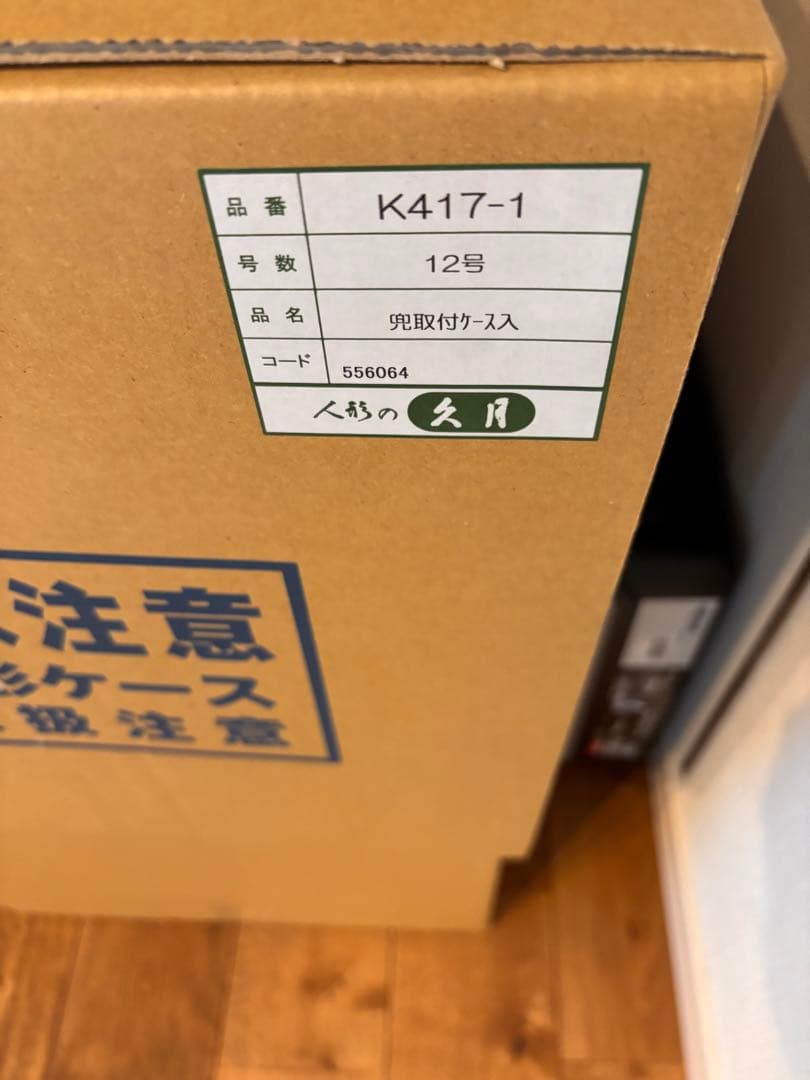 品番 K417-1
号数 12号
品名 兜取付ｹｰｽ入
コード 556064
人形の久月
注意
ケース
扱注意